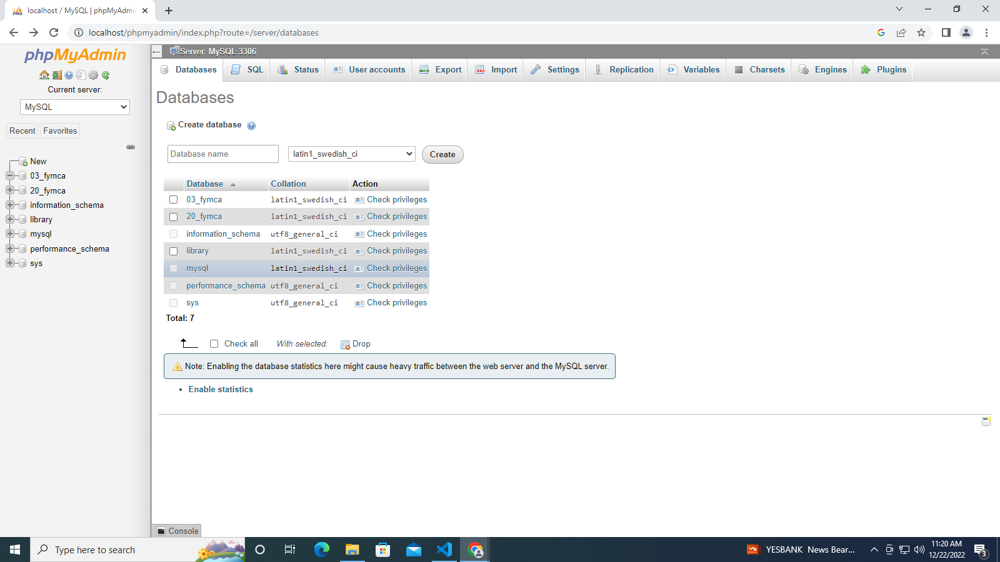 localhost / MySQL | phpMyAdmin
localhost/phpmyadmin/index.php?route=/server/databases
phpMyAdmin
Current server:
MySQL
Recent
Favorites
New
03_fymca
20_fymca
information_schema
library
mysql
performance_schema
sys
Server: MySQL:3306
Databases
SQL
Status
User accounts
Export
Import
Settings
Replication
Variables
Charsets
Engines
Plugins
Databases
Create database
Database name
latin1_swedish_ci
Create
Database Collation Action
03_fymca latin1_swedish_ci Check privileges
20_fymca latin1_swedish_ci Check privileges
information_schema utf8_general_ci Check privileges
library latin1_swedish_ci Check privileges
mysql latin1_swedish_ci Check privileges
performance_schema utf8_general_ci Check privileges
sys utf8_general_ci Check privileges
Total: 7
Check all With selected: Drop
Note: Enabling the database statistics here might cause heavy traffic between the web server and the MySQL server.
Enable statistics
Console
Type here to search
YESBANK News Bear...
11:20 AM
12/22/2022
3